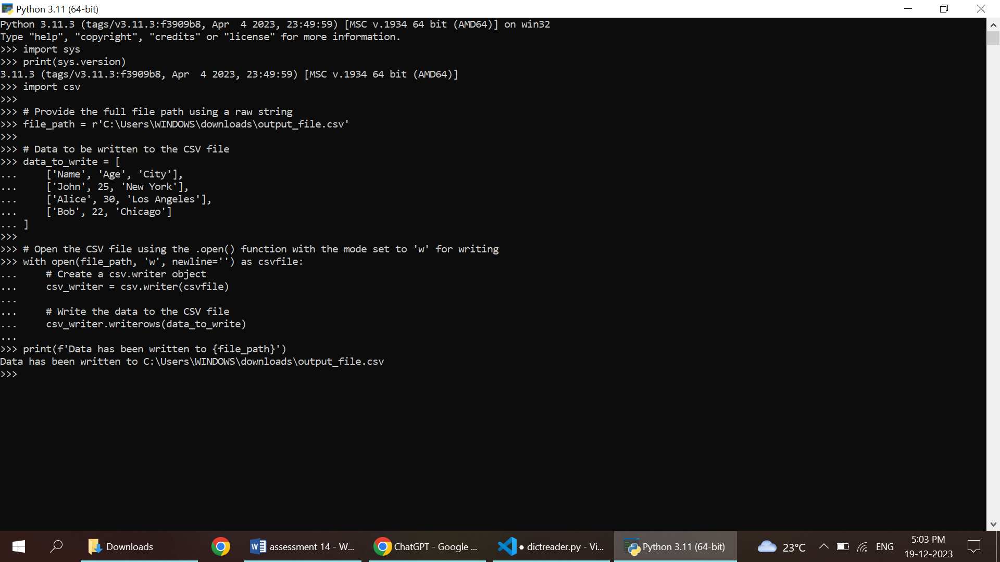 Python 3.11 (64-bit)
Python 3.11.3 (tags/v3.11.3:f3909b8, Apr  4 2023, 23:49:59) [MSC v.1934 64 bit (AMD64)] on win32
Type "help", "copyright", "credits" or "license" for more information.
>>> import sys
>>> print(sys.version)
3.11.3 (tags/v3.11.3:f3909b8, Apr  4 2023, 23:49:59) [MSC v.1934 64 bit (AMD64)]
>>> import csv
>>>
>>> # Provide the full file path using a raw string
>>> file_path = r'C:\Users\WINDOWS\downloads\output_file.csv'
>>>
>>> # Data to be written to the CSV file
>>> data_to_write = [
...     ['Name', 'Age', 'City'],
...     ['John', 25, 'New York'],
...     ['Alice', 30, 'Los Angeles'],
...     ['Bob', 22, 'Chicago']
... ]
>>>
>>> # Open the CSV file using the .open() function with the mode set to 'w' for writing
>>> with open(file_path, 'w', newline='') as csvfile:
...     # Create a csv.writer object
...     csv_writer = csv.writer(csvfile)
...
...     # Write the data to the CSV file
...     csv_writer.writerows(data_to_write)
...
>>> print(f'Data has been written to {file_path}')
Data has been written to C:\Users\WINDOWS\downloads\output_file.csv
>>>
Downloads
assessment 14 - W...
ChatGPT - Google ...
● dictreader.py - Vi...
Python 3.11 (64-bit)
23°C
ENG
5:03 PM
19-12-2023